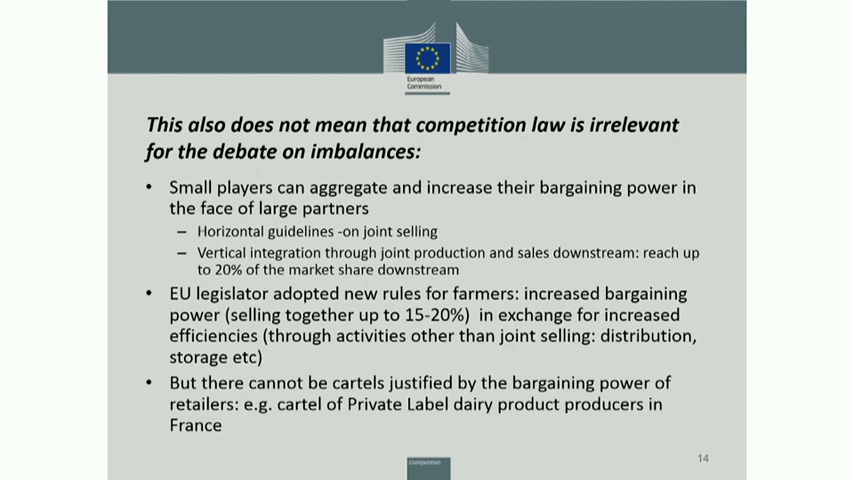 European
Commission
This also does not mean that competition law is irrelevant
for the debate on imbalances:
• Small players can aggregate and increase their bargaining power in
the face of large partners
– Horizontal guidelines -on joint selling
– Vertical integration through joint production and sales downstream: reach up
to 20% of the market share downstream
• EU legislator adopted new rules for farmers: increased bargaining
power (selling together up to 15-20%) in exchange for increased
efficiencies (through activities other than joint selling: distribution,
storage etc)
• But there cannot be cartels justified by the bargaining power of
retailers: e.g. cartel of Private Label dairy product producers in
France
Competition
14